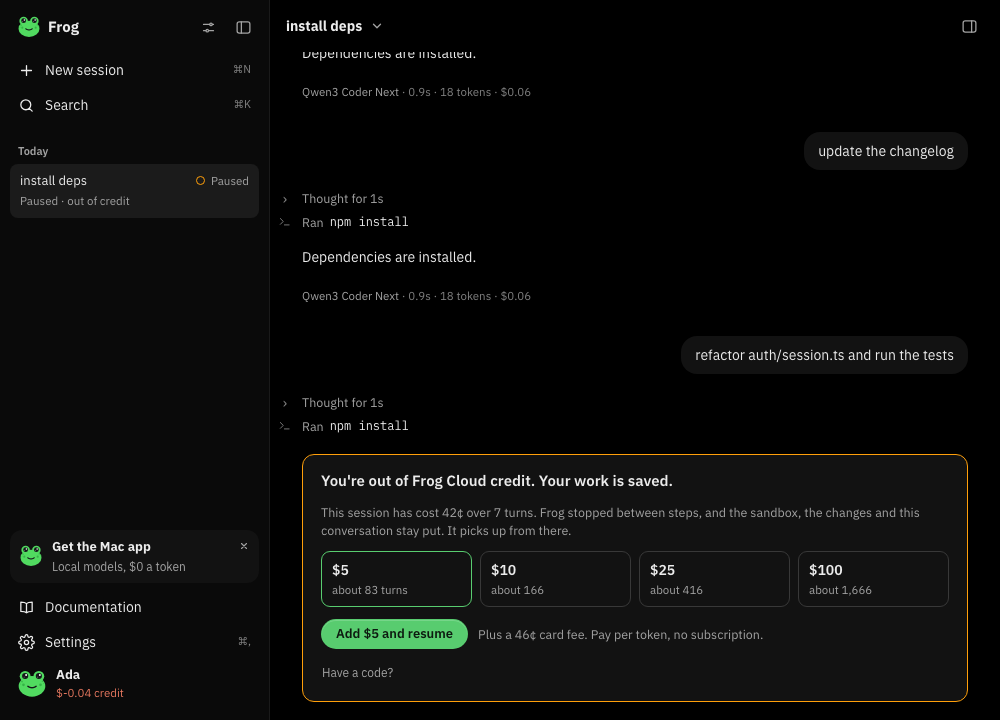 Frog
New session ⌘N
Search ⌘K
Today
install deps Paused
Paused · out of credit
Get the Mac app
Local models, $0 a token
Documentation
Settings ⌘,
Ada
$-0.04 credit
install deps
Dependencies are installed.
Qwen3 Coder Next · 0.9s · 18 tokens · $0.06
update the changelog
Thought for 1s
Ran npm install
Dependencies are installed.
Qwen3 Coder Next · 0.9s · 18 tokens · $0.06
refactor auth/session.ts and run the tests
Thought for 1s
Ran npm install
You're out of Frog Cloud credit. Your work is saved.
This session has cost 42¢ over 7 turns. Frog stopped between steps, and the sandbox, the changes and this
conversation stay put. It picks up from there.
$5 $10 $25 $100
about 83 turns about 166 about 416 about 1,666
Add $5 and resume Plus a 46¢ card fee. Pay per token, no subscription.
Have a code?